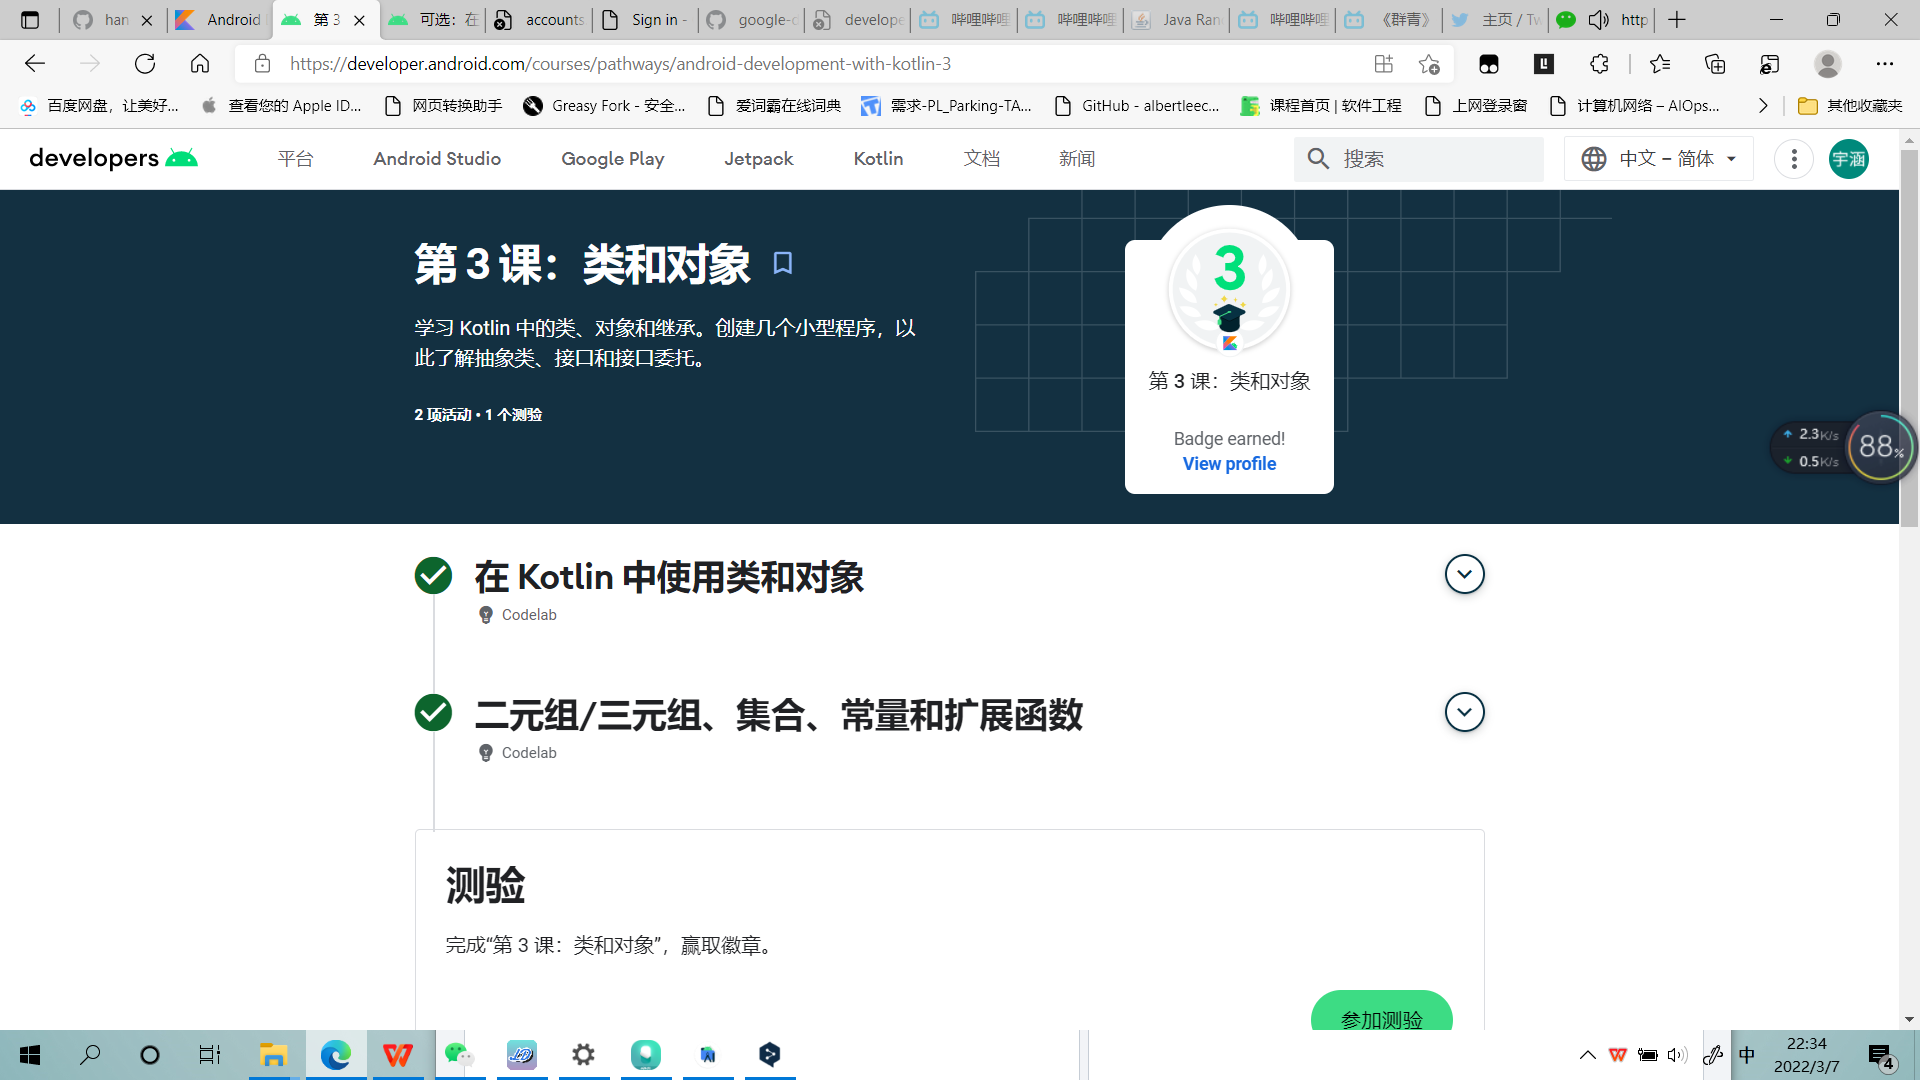 han
Android
第 3
可选：在
accounts
Sign in -
google-c
develope
哔哩哔哩
哔哩哔哩
Java Ran
哔哩哔哩
《群青》
主页 / Tw
http
https://developer.android.com/courses/pathways/android-development-with-kotlin-3
百度网盘，让美好...
查看您的 Apple ID...
网页转换助手
Greasy Fork - 安全...
爱词霸在线词典
需求-PL_Parking-TA...
GitHub - albertleec...
课程首页 | 软件工程
上网登录窗
计算机网络 – AIOps...
其他收藏夹
developers
平台
Android Studio
Google Play
Jetpack
Kotlin
文档
新闻
搜索
中文 – 简体
宇涵
第 3 课：类和对象
学习 Kotlin 中的类、对象和继承。创建几个小型程序，以
此了解抽象类、接口和接口委托。
2 项活动 • 1 个测验
3
第 3 课：类和对象
Badge earned!
View profile
2.3K/s
0.5K/s
88%
在 Kotlin 中使用类和对象
Codelab
二元组/三元组、集合、常量和扩展函数
Codelab
测验
完成“第 3 课：类和对象”，赢取徽章。
参加测验
中
22:34
2022/3/7
4